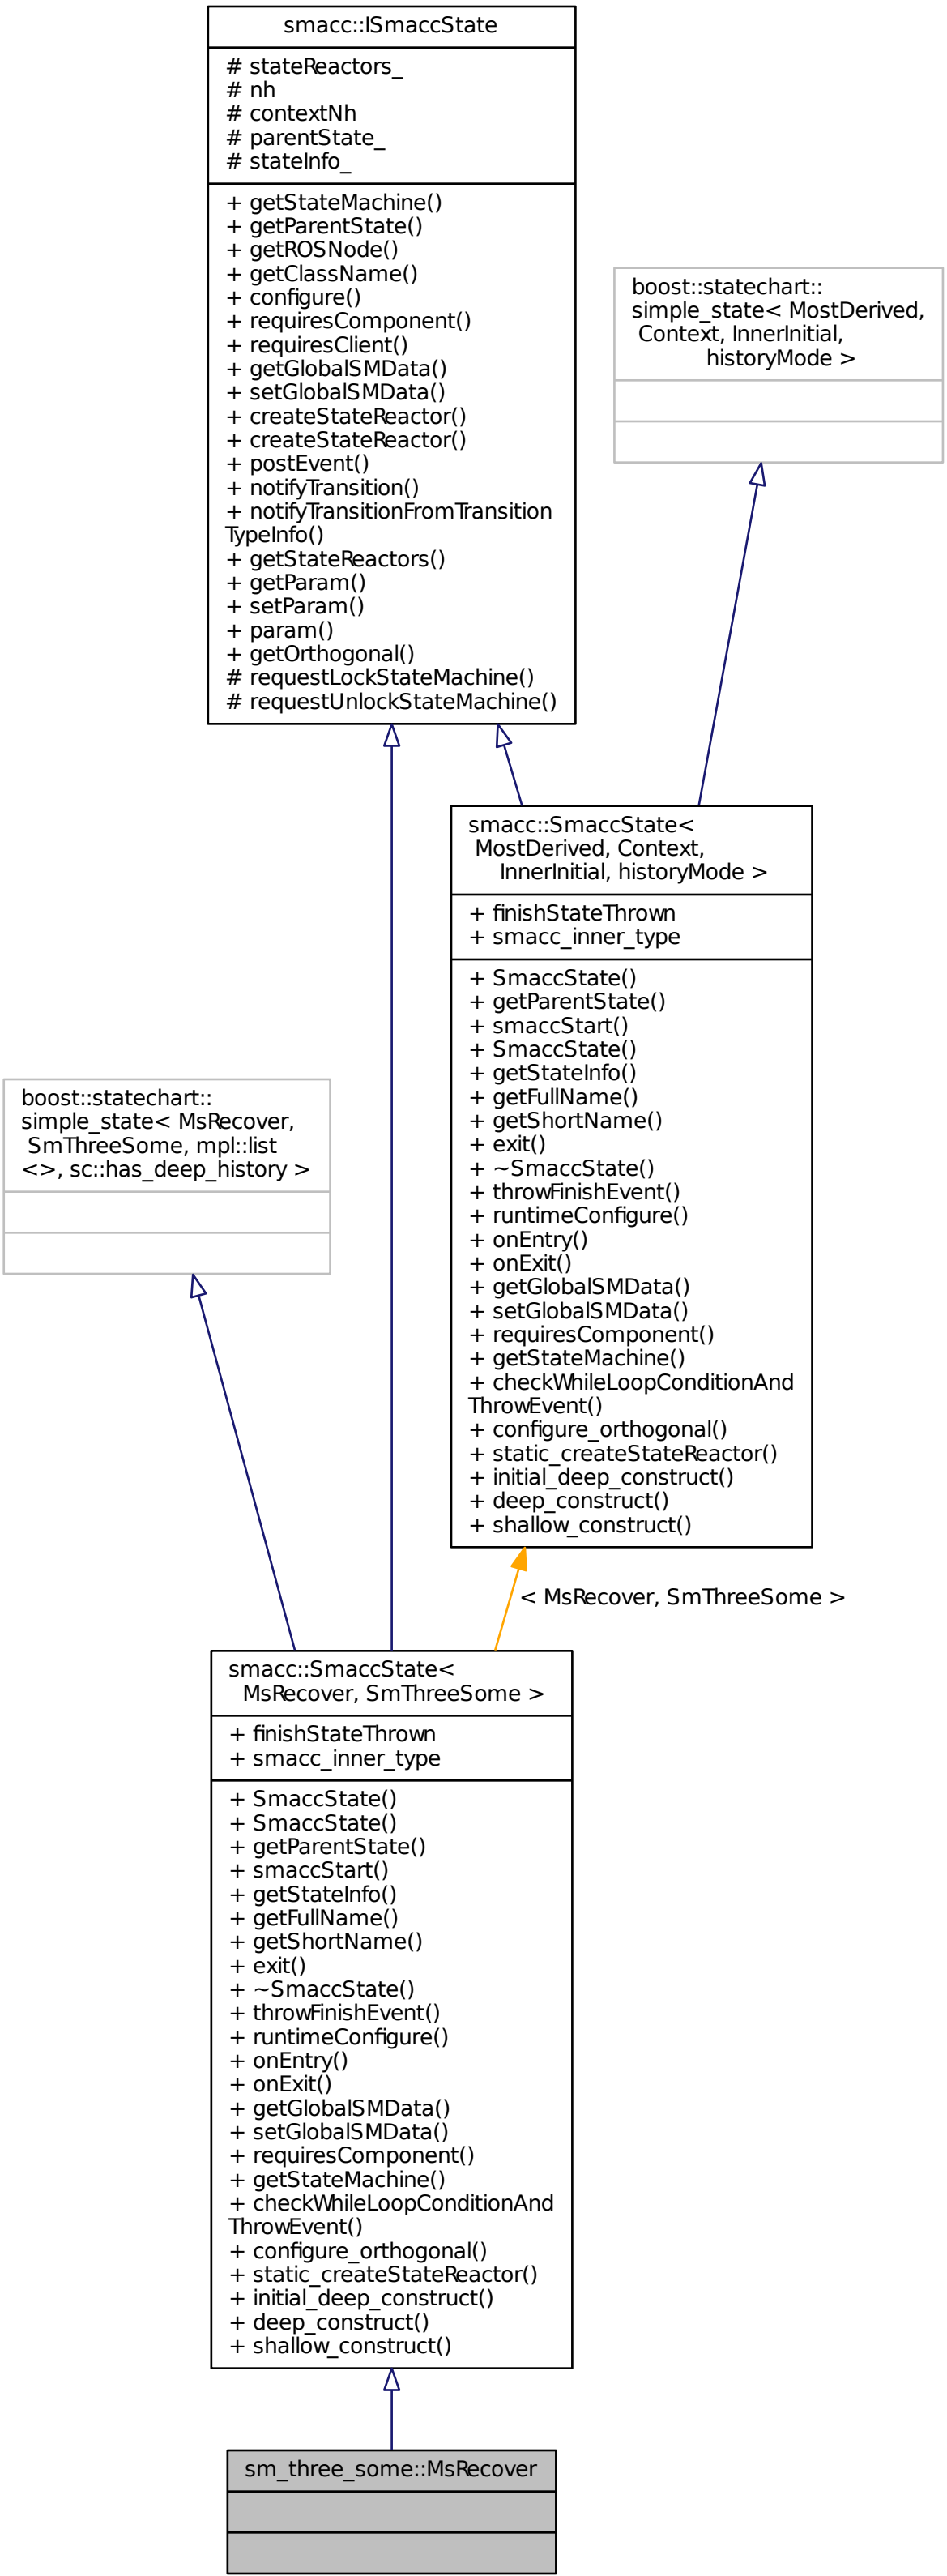 smacc::ISmaccState
# stateReactors_
# nh
# contextNh
# parentState_
# stateInfo_
+ getStateMachine()
+ getParentState()
+ getROSNode()
+ getClassName()
+ configure()
+ requiresComponent()
+ requiresClient()
+ getGlobalSMData()
+ setGlobalSMData()
+ createStateReactor()
+ createStateReactor()
+ postEvent()
+ notifyTransition()
+ notifyTransitionFromTransition
TypeInfo()
+ getStateReactors()
+ getParam()
+ setParam()
+ param()
+ getOrthogonal()
# requestLockStateMachine()
# requestUnlockStateMachine()
boost::statechart::
simple_state< MostDerived,
Context, InnerInitial,
historyMode >
smacc::SmaccState<
MostDerived, Context,
InnerInitial, historyMode >
+ finishStateThrown
+ smacc_inner_type
+ SmaccState()
+ getParentState()
+ smaccStart()
+ SmaccState()
+ getStateInfo()
+ getFullName()
+ getShortName()
+ exit()
+ ~SmaccState()
+ throwFinishEvent()
+ runtimeConfigure()
+ onEntry()
+ onExit()
+ getGlobalSMData()
+ setGlobalSMData()
+ requiresComponent()
+ getStateMachine()
+ checkWhileLoopConditionAnd
ThrowEvent()
+ configure_orthogonal()
+ static_createStateReactor()
+ initial_deep_construct()
+ deep_construct()
+ shallow_construct()
boost::statechart::
simple_state< MsRecover,
SmThreeSome, mpl::list
<>, sc::has_deep_history >
< MsRecover, SmThreeSome >
smacc::SmaccState<
MsRecover, SmThreeSome >
+ finishStateThrown
+ smacc_inner_type
+ SmaccState()
+ SmaccState()
+ getParentState()
+ smaccStart()
+ getStateInfo()
+ getFullName()
+ getShortName()
+ exit()
+ ~SmaccState()
+ throwFinishEvent()
+ runtimeConfigure()
+ onEntry()
+ onExit()
+ getGlobalSMData()
+ setGlobalSMData()
+ requiresComponent()
+ getStateMachine()
+ checkWhileLoopConditionAnd
ThrowEvent()
+ configure_orthogonal()
+ static_createStateReactor()
+ initial_deep_construct()
+ deep_construct()
+ shallow_construct()
sm_three_some::MsRecover